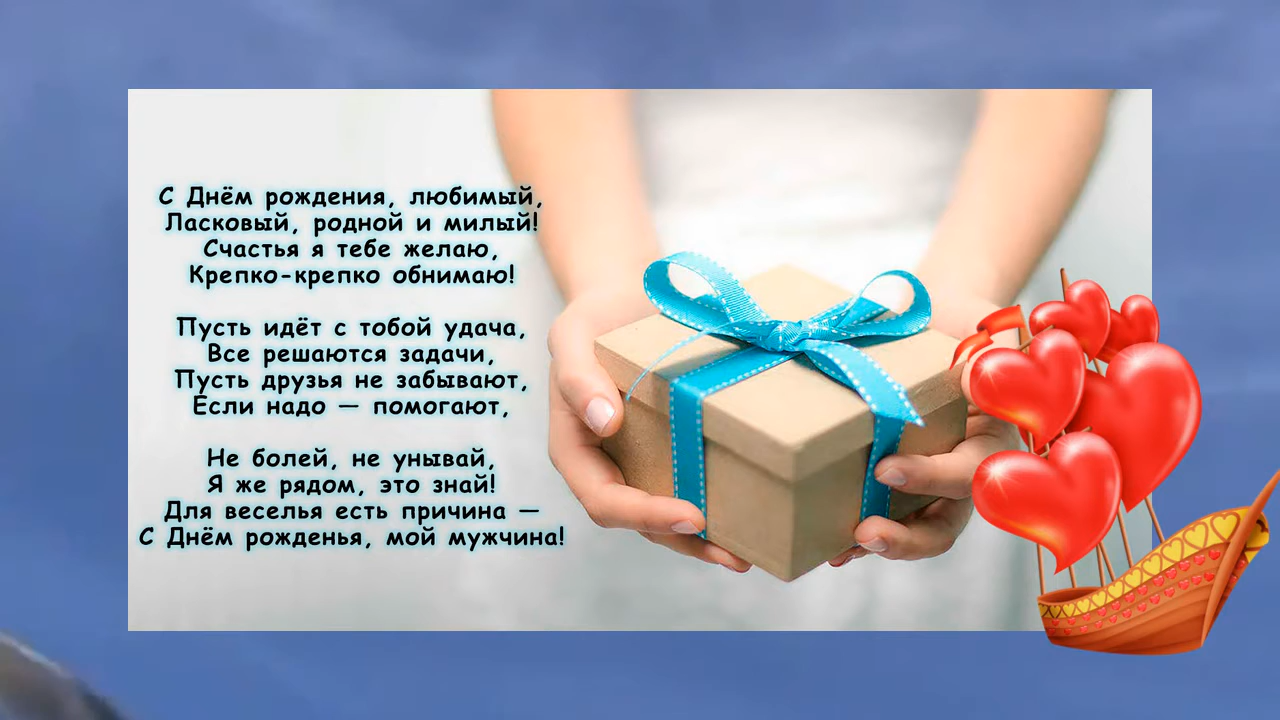 С Днём рождения, любимый,
Ласковый, родной и милый!
Счастья я тебе желаю,
Крепко-крепко обнимаю!
Пусть идёт с тобой удача,
Все решаются задачи,
Пусть друзья не забывают,
Если надо — помогают,
Не болей, не унывай,
Я же рядом, это знай!
Для веселья есть причина —
С Днём рожденья, мой мужчина!